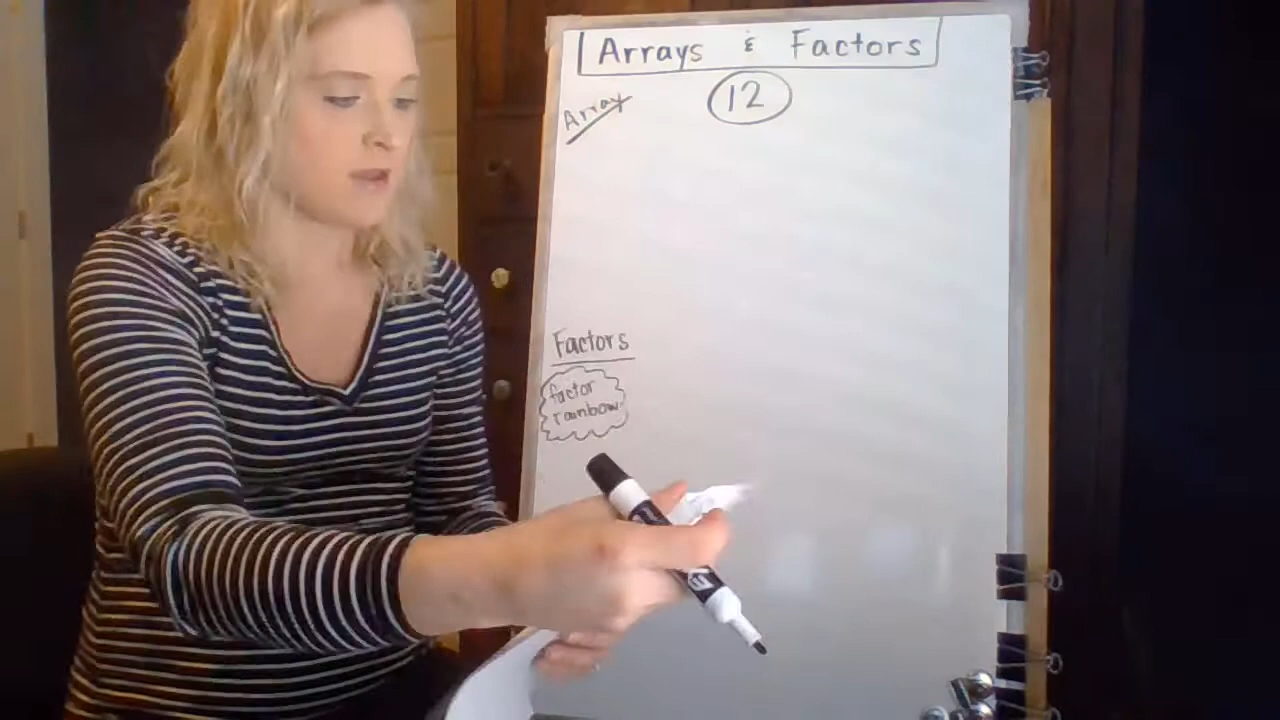 Arrays & Factors
12
Array
Factors
factor
rainbow